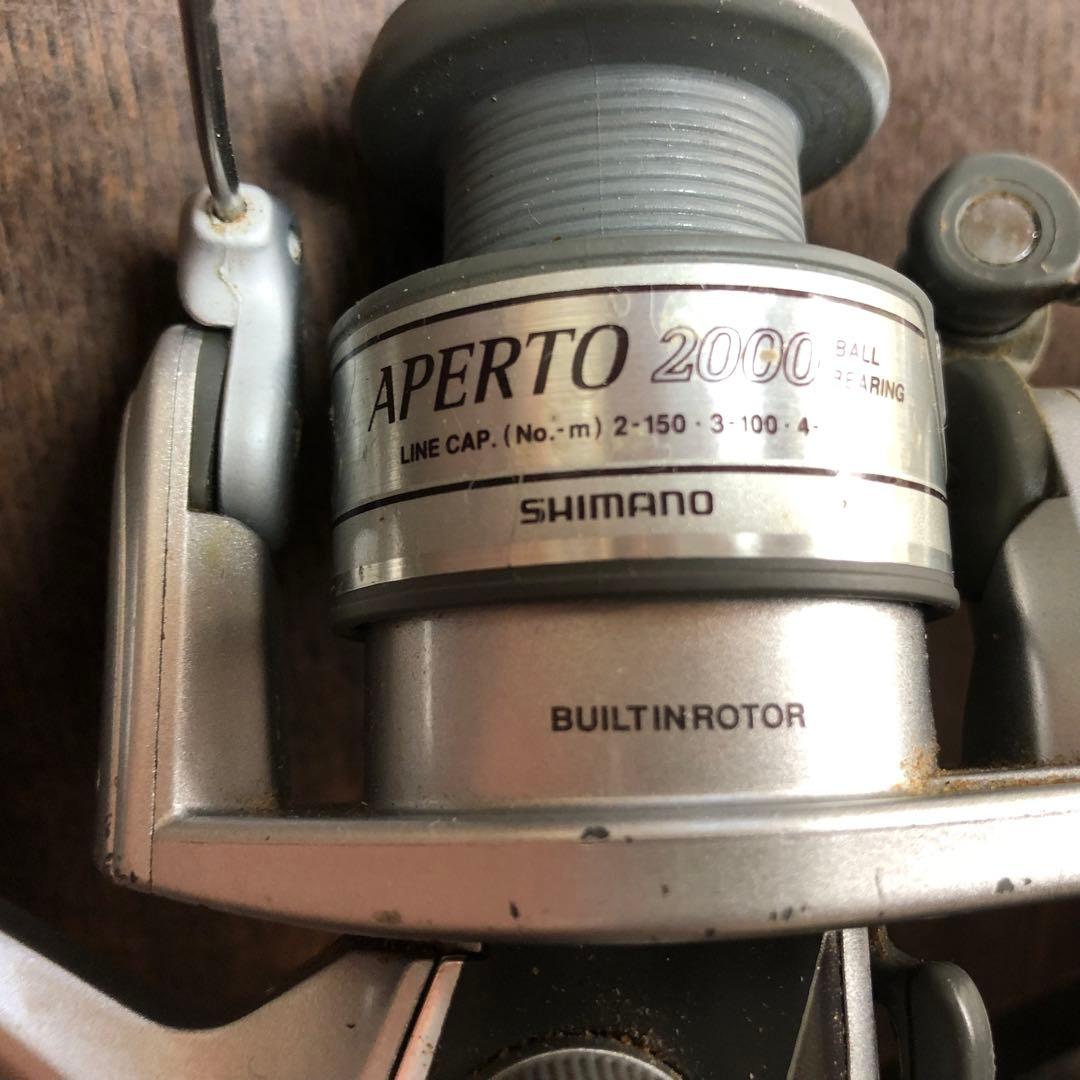 APERTO 2000 BALL BEARING
LINE CAP. (No.-m) 2-150 · 3-100 · 4-
SHIMANO
BUILT IN ROTOR